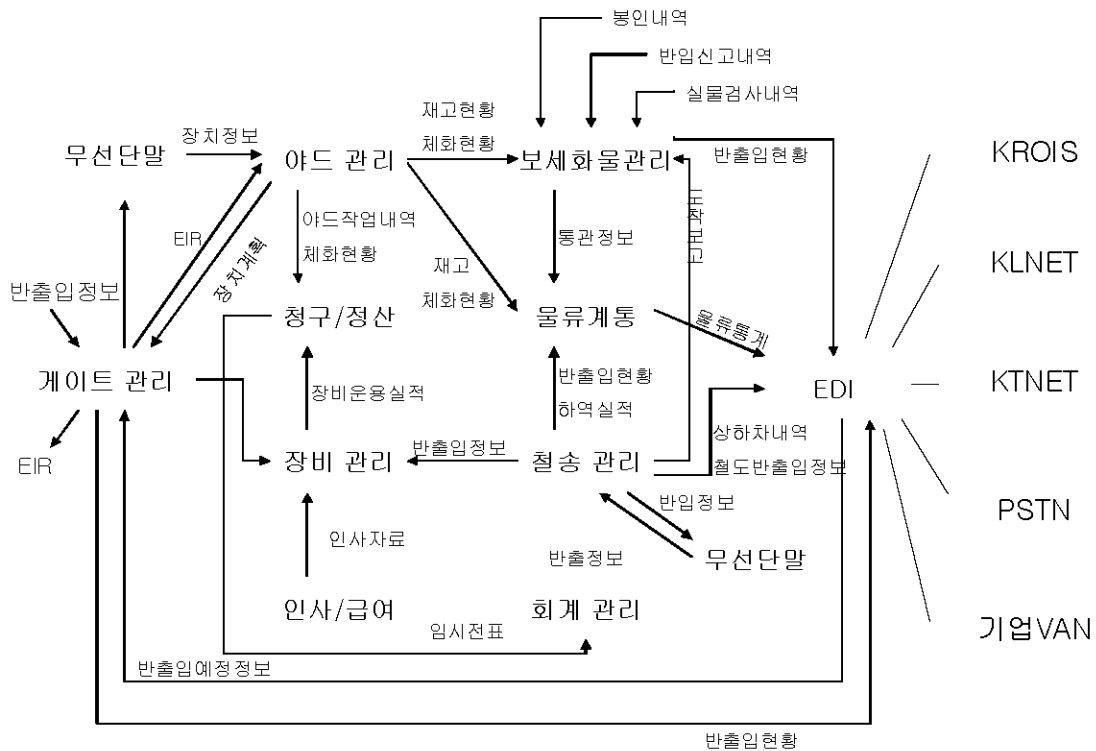 봉인내역
반입신고내역
실물검사내역
재고현황
체화현황
장치정보
무선단말
야드 관리
보세화물관리
반출입현황
KROIS
도착보고
야드작업내역
체화현황
통관정보
EIR
장치계획
재고
체화현황
KLNET
반출입정보
청구/정산
물류계통
물류통계
게이트 관리
장비운용실적
반출입현황
하역실적
EDI
KTNET
상하차내역
EIR
장비 관리
반출입정보
철송 관리
철도반출입정보
반입정보
PSTN
인사자료
반출정보
무선단말
인사/급여
임시전표
회계 관리
기업VAN
반출입예정정보
반출입현황